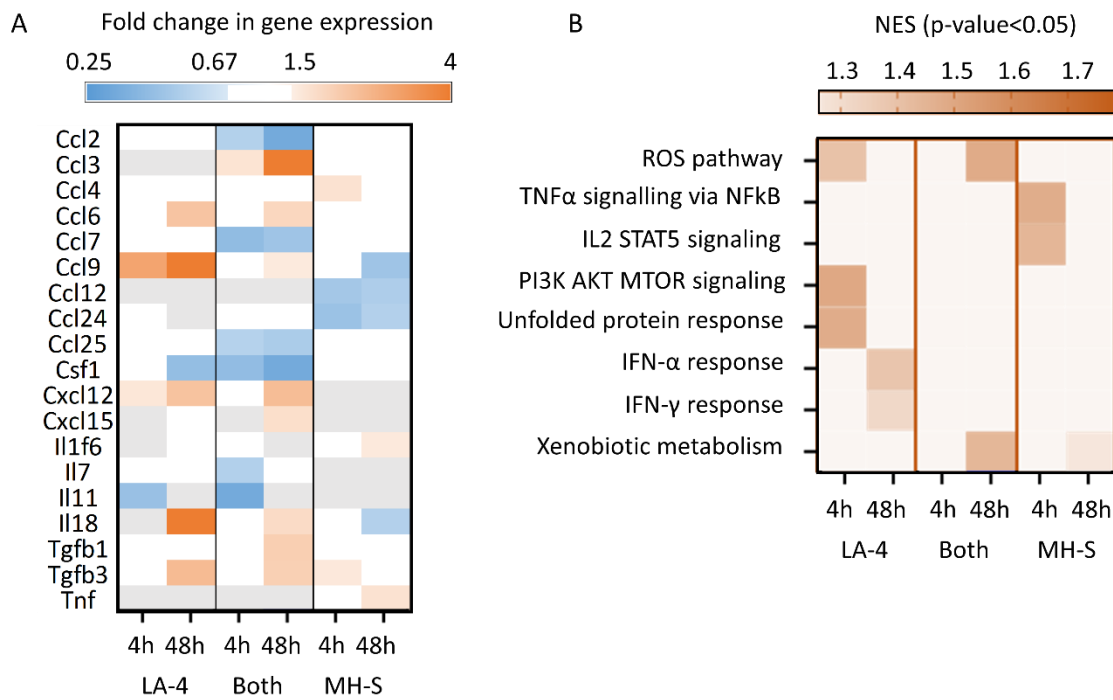 A
Fold change in gene expression
0.25 0.67 1.5 4
Ccl2
Ccl3
Ccl4
Ccl6
Ccl7
Ccl9
Ccl12
Ccl24
Ccl25
Csf1
Cxcl12
Cxcl15
Il1f6
Il7
Il11
Il18
Tgfb1
Tgfb3
Tnf
4h 48h 4h 48h 4h 48h
LA-4 Both MH-S
B
NES (p-value<0.05)
1.3 1.4 1.5 1.6 1.7
ROS pathway
TNFα signalling via NFkB
IL2 STAT5 signaling
PI3K AKT MTOR signaling
Unfolded protein response
IFN-α response
IFN-γ response
Xenobiotic metabolism
4h 48h 4h 48h 4h 48h
LA-4 Both MH-S